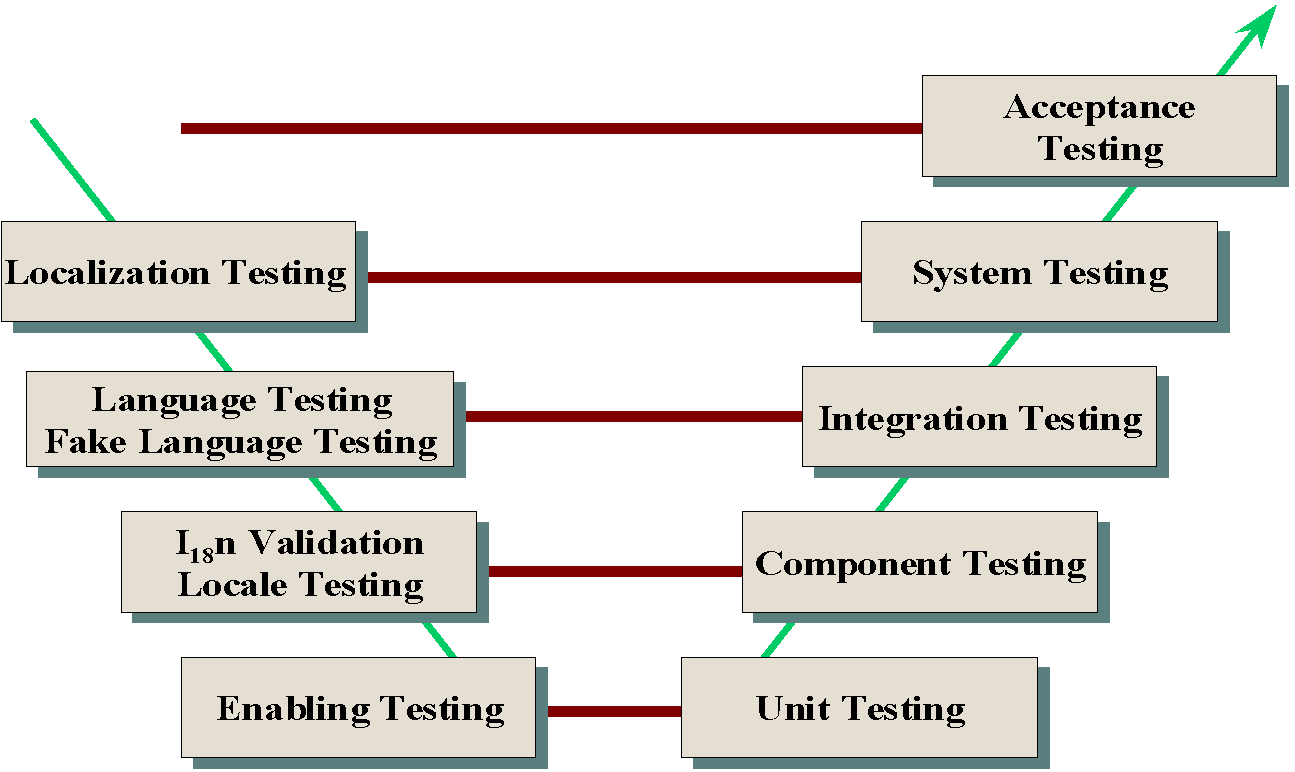 Acceptance
Testing
Localization Testing
System Testing
Language Testing
Fake Language Testing
Integration Testing
I₁₈n Validation
Locale Testing
Component Testing
Enabling Testing
Unit Testing